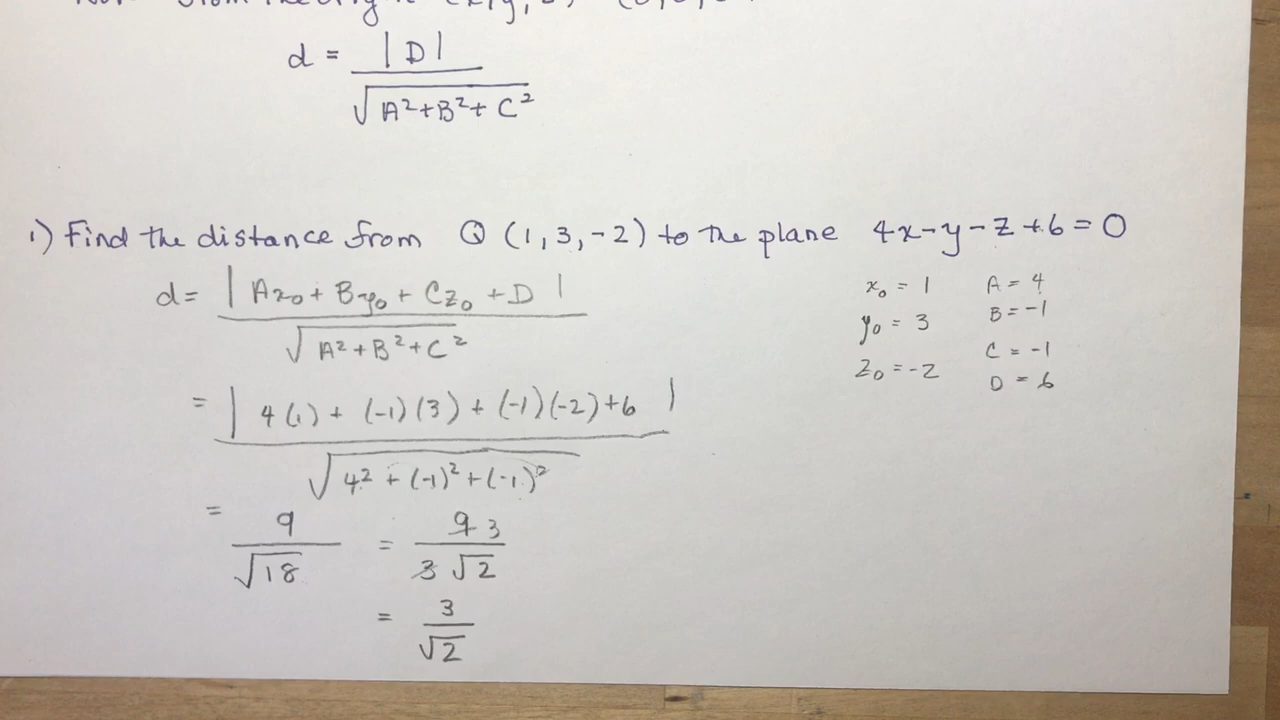 from the
d = |D|
√A²+B²+C²
1) Find the distance from Q (1, 3, -2) to the plane 4x-y-z+6=0
d= |Ax₀ + By₀ + Cz₀ + D|
√A²+B²+C²
x₀ = 1 A = 4
y₀ = 3 B = -1
z₀ = -2 C = -1
D = 6
= |4(1) + (-1)(3) + (-1)(-2)+6|
√4² + (-1)² + (-1)²
= 9 = 9 3
√18 3 √2
= 3
√2